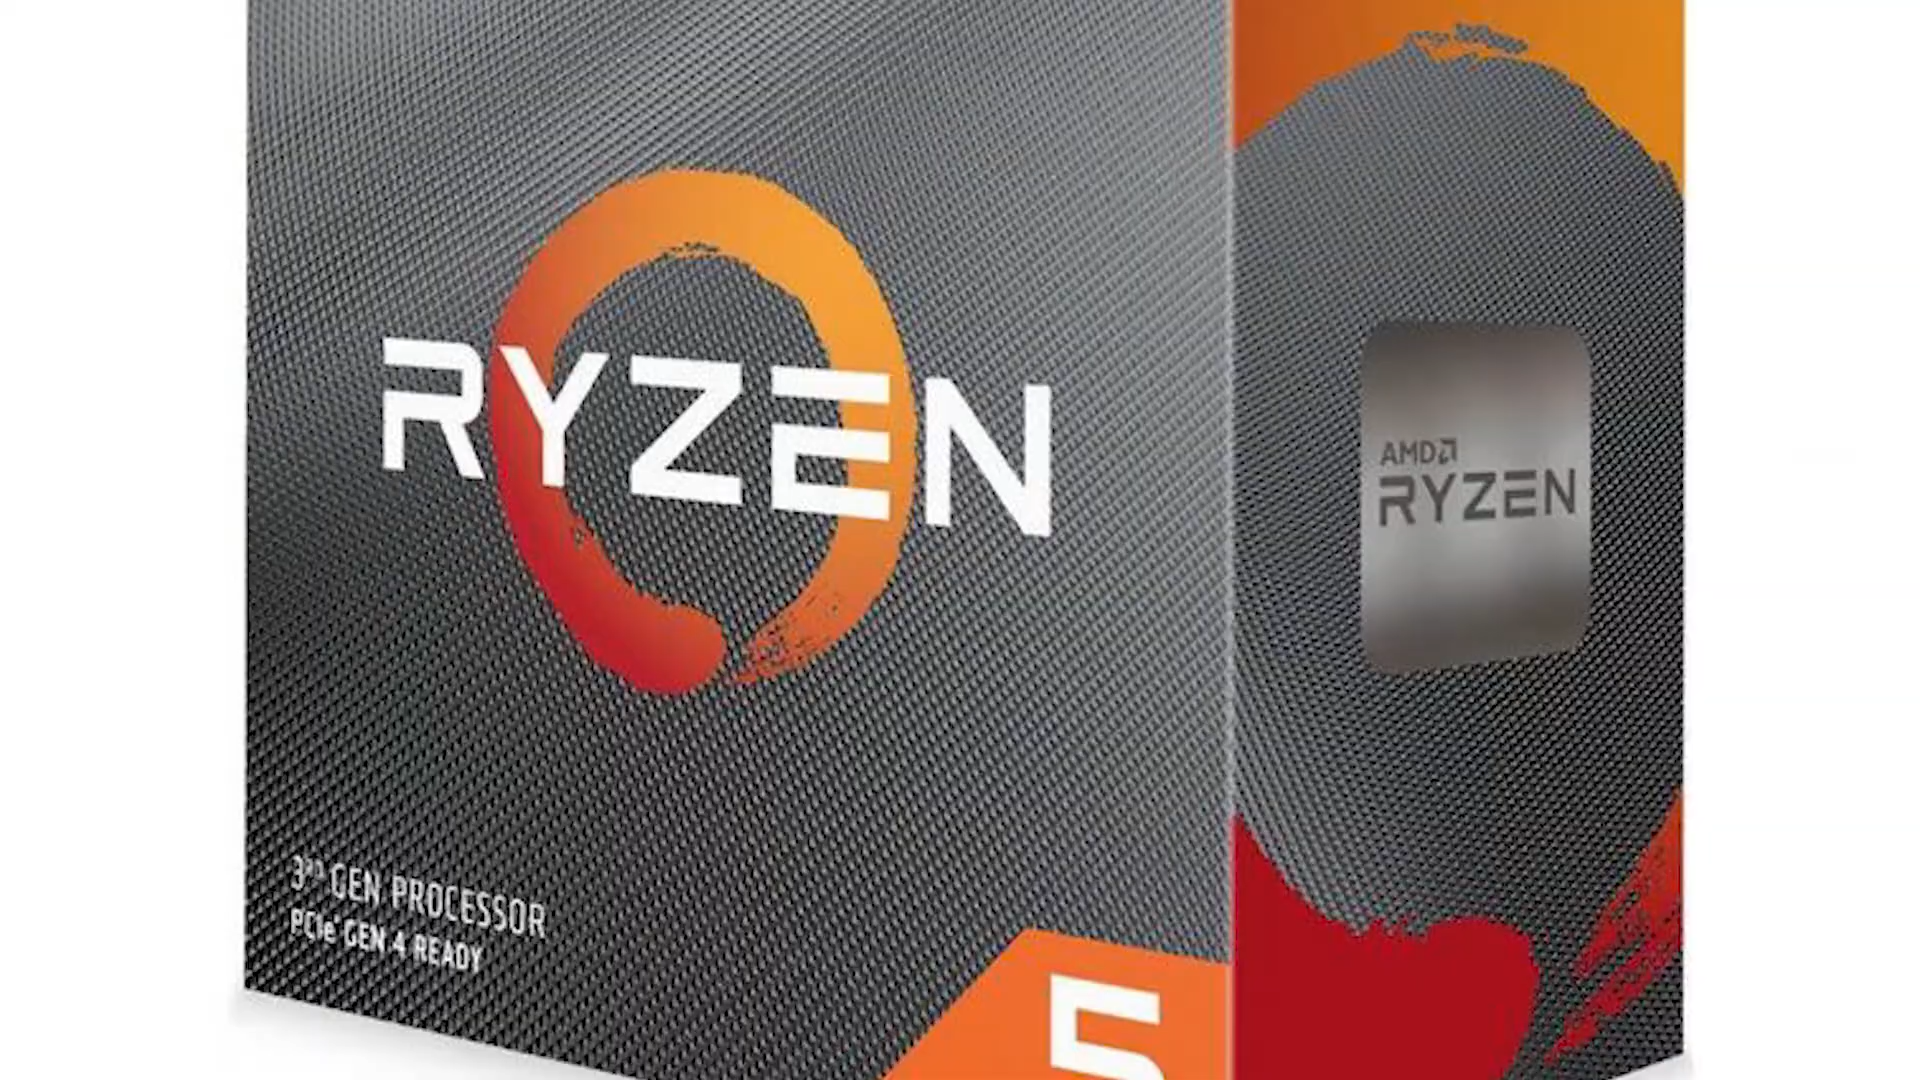 RYZEN
3RD GEN PROCESSOR
PCIe® GEN 4 READY
5
AMD
RYZEN